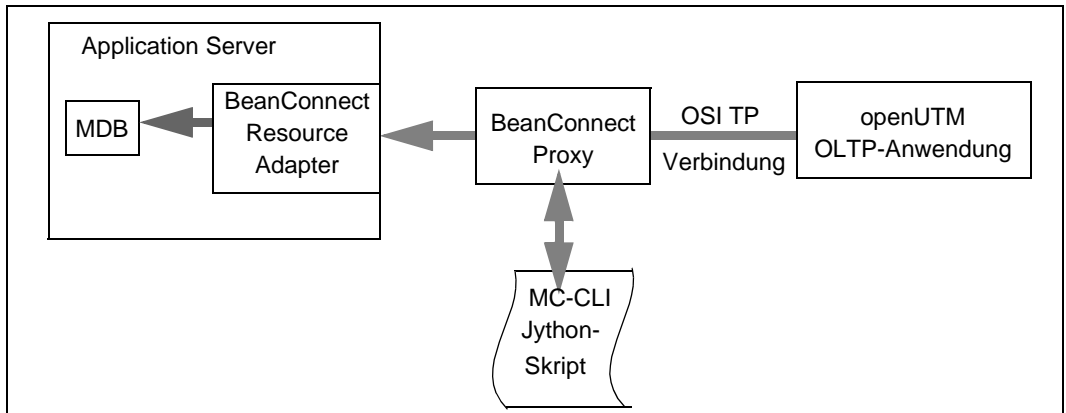 Application Server
MDB
BeanConnect
Resource
Adapter
BeanConnect
Proxy
OSI TP
Verbindung
openUTM
OLTP-Anwendung
MC-CLI
Jython-
Skript